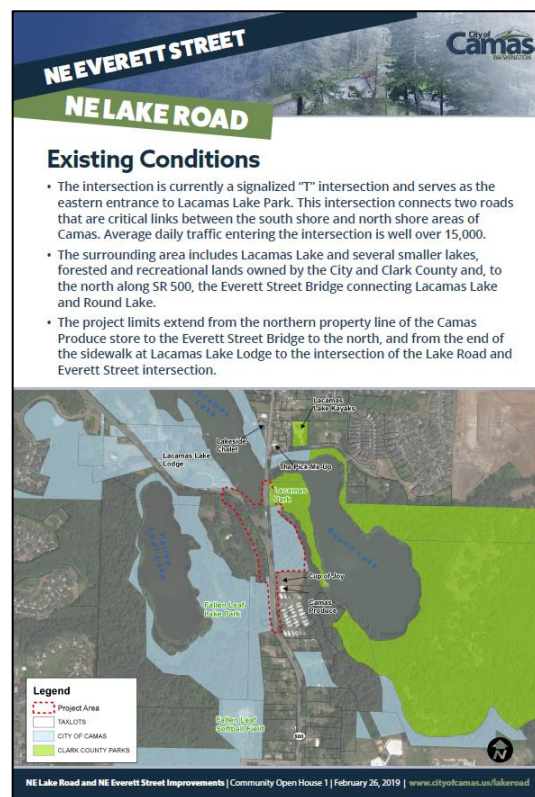 NE EVERETT STREET
City of
Camas
WASHINGTON
NE LAKE ROAD
Existing Conditions
• The intersection is currently a signalized “T” intersection and serves as the
eastern entrance to Lacamas Lake Park. This intersection connects two roads
that are critical links between the south shore and north shore areas of
Camas. Average daily traffic entering the intersection is well over 15,000.
• The surrounding area includes Lacamas Lake and several smaller lakes,
forested and recreational lands owned by the City and Clark County and, to
the north along SR 500, the Everett Street Bridge connecting Lacamas Lake
and Round Lake.
• The project limits extend from the northern property line of the Camas
Produce store to the Everett Street Bridge to the north, and from the end of
the sidewalk at Lacamas Lake Lodge to the intersection of the Lake Road and
Everett Street intersection.
Lacamas
Lake
Lacamas
Lake Kayaks
Lakeside
Chalet
Lacamas Lake
Lodge
The Pick-Me-Up
Lacamas
Park
Fallen
Leaf Lake
Round Lake
Cup of Joy
Camas
Produce
Fallen Leaf
Lake Park
Fallen Leaf
Softball Field
500
Legend
Project Area
TAXLOTS
CITY OF CAMAS
CLARK COUNTY PARKS
N
NE Lake Road and NE Everett Street Improvements | Community Open House 1 | February 26, 2019 | www.cityofcamas.us/lakeroad